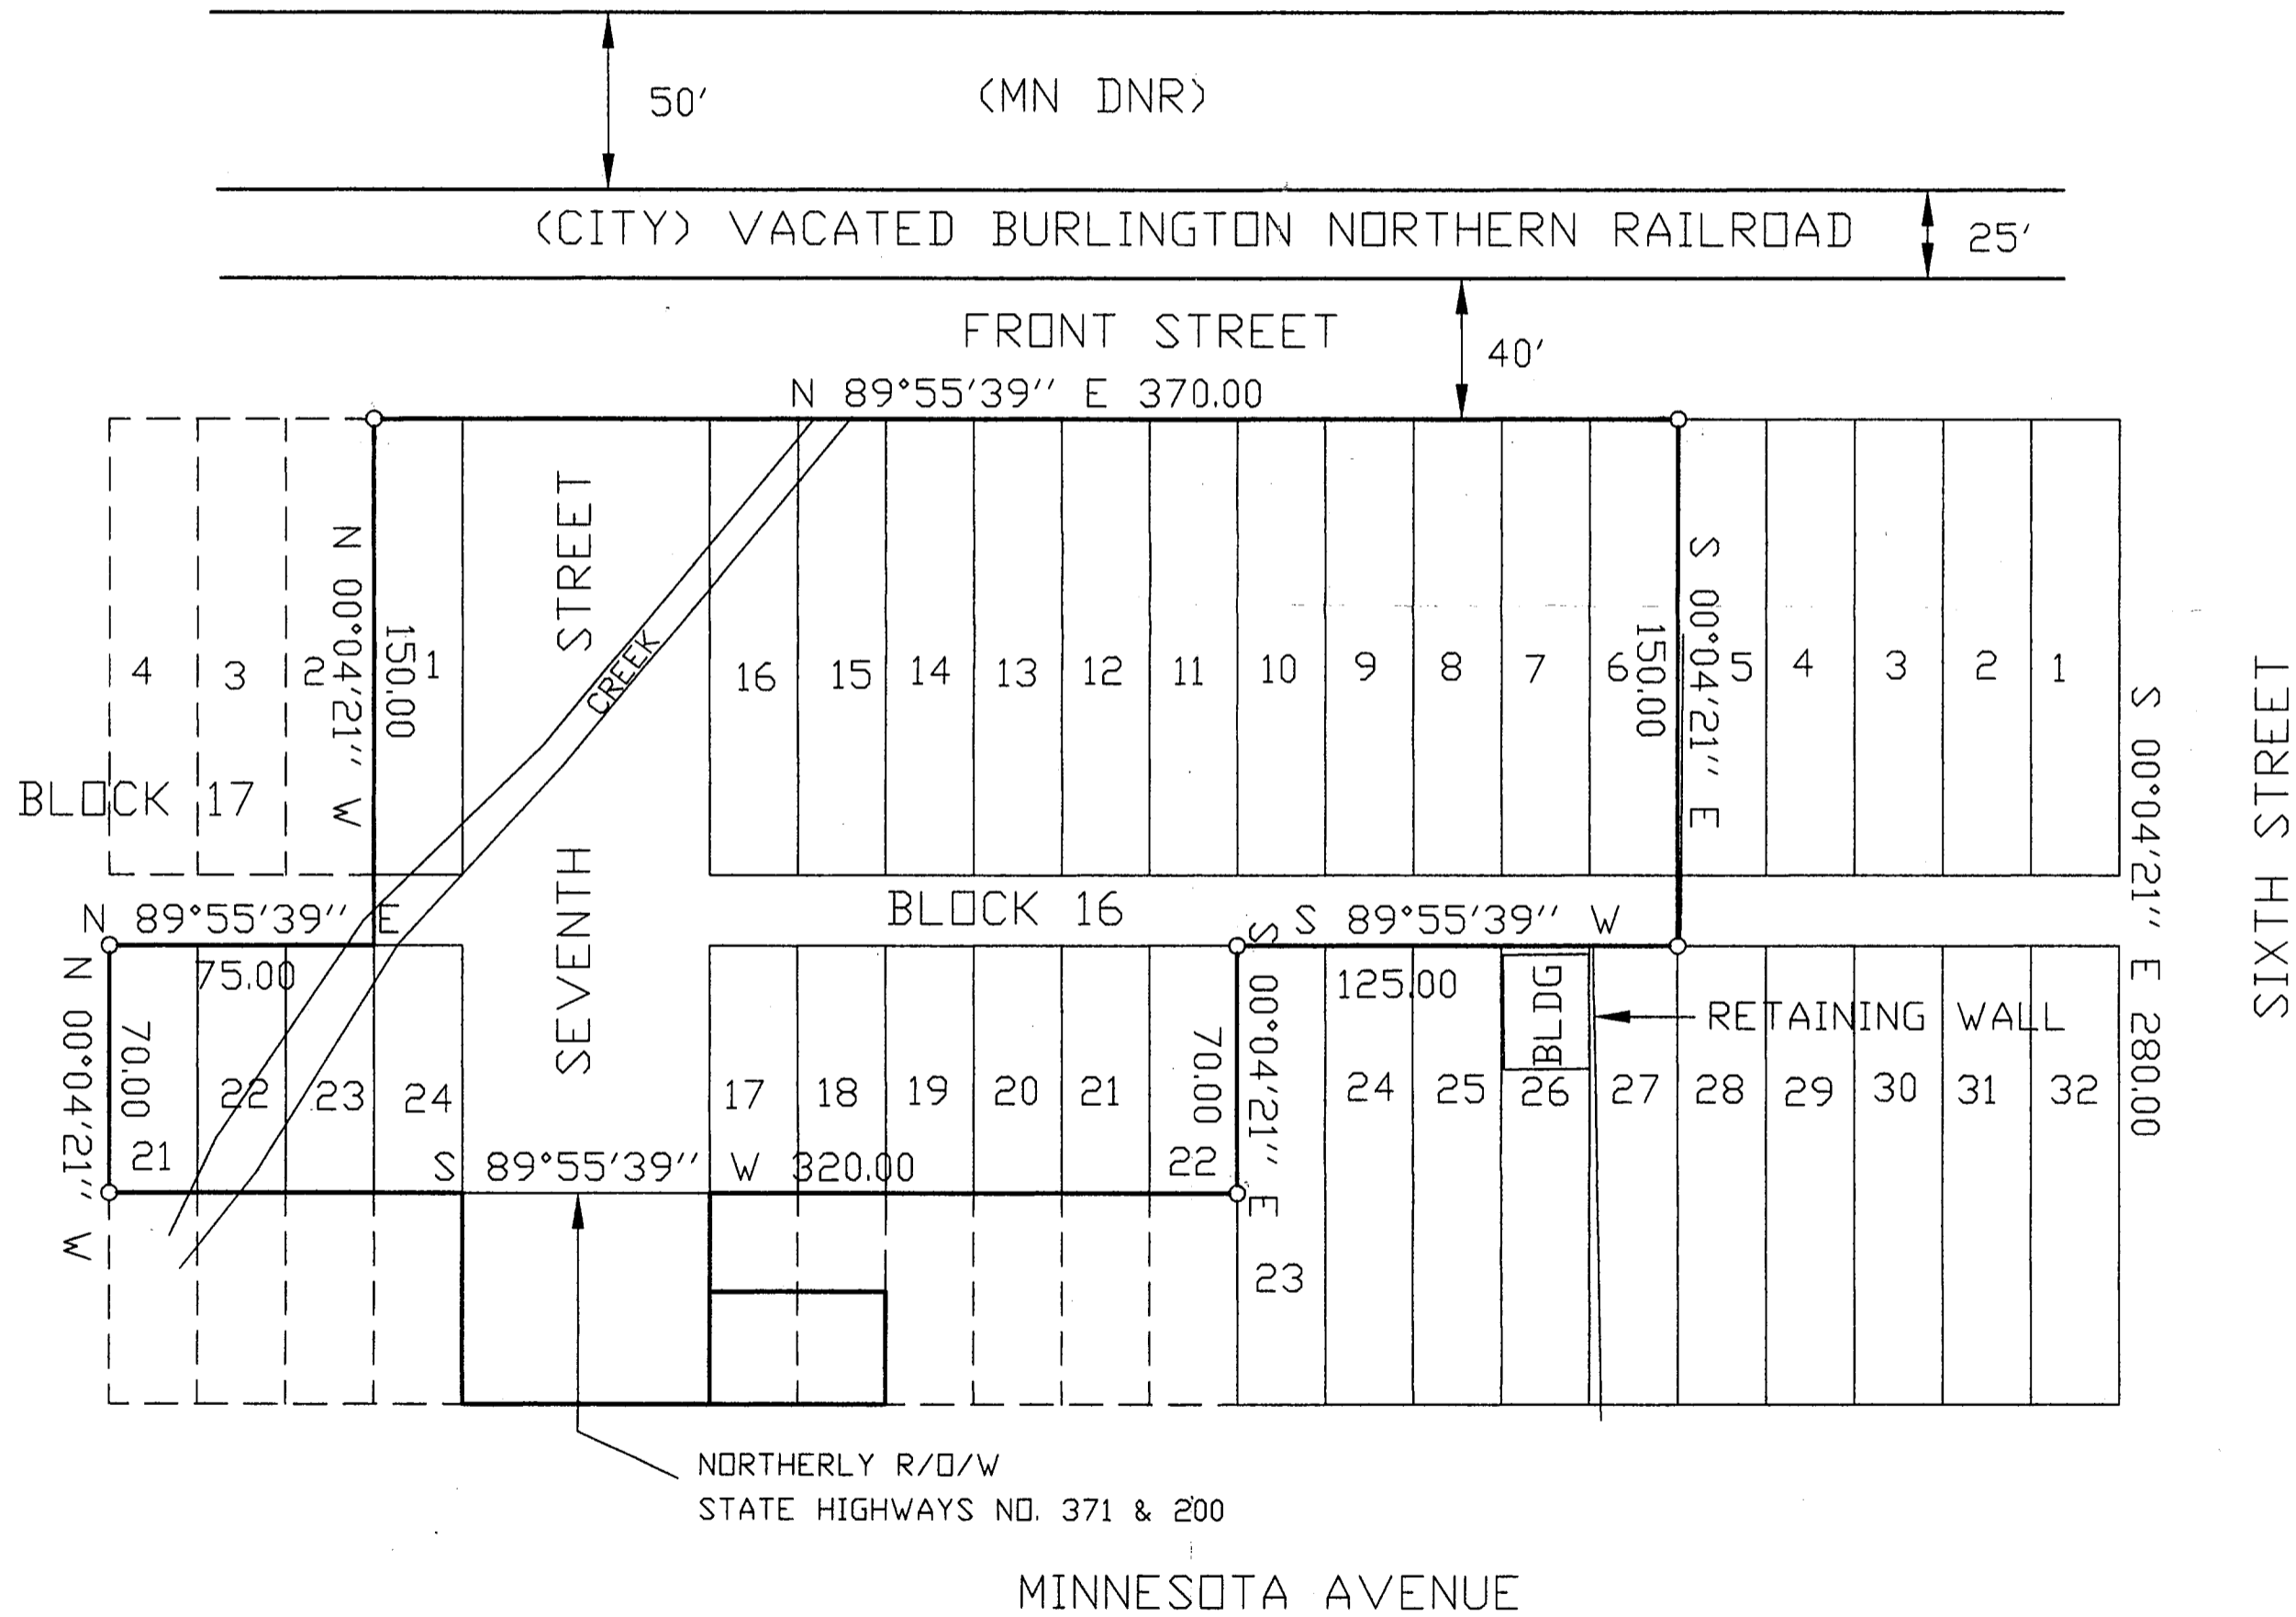 50'
(MN DNR)
(CITY) VACATED BURLINGTON NORTHERN RAILROAD
25'
FRONT STREET
40'
N 89°55'39'' E 370.00
4
3
2
N 00°04'21'' W
150.00
1
BLOCK 17
SEVENTH STREET
CREEK
16
15
14
13
12
11
10
9
8
7
6
150.00
S 00°04'21'' E
5
4
3
2
1
S 00°04'21'' E 280.00
SIXTH STREET
BLOCK 16
N 89°55'39'' E
75.00
S 89°55'39'' W
125.00
N 00°04'21'' W
70.00
21
22
23
24
17
18
19
20
21
22
70.00
S 00°04'21'' E
23
24
25
BLDG
26
RETAINING WALL
27
28
29
30
31
32
S 89°55'39'' W 320.00
NORTHERLY R/O/W
STATE HIGHWAYS NO. 371 & 200
MINNESOTA AVENUE